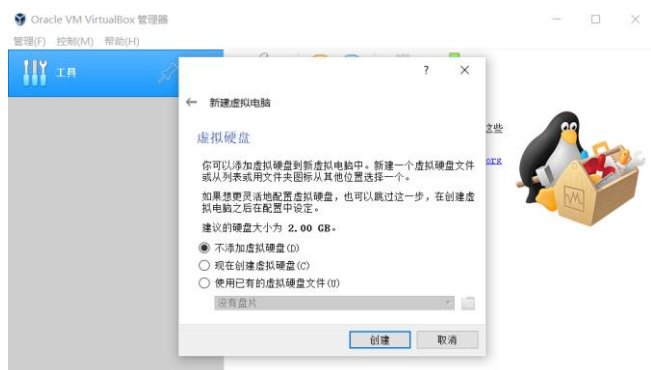 Oracle VM VirtualBox 管理器
管理(F) 控制(M) 帮助(H)
工具
?
新建虚拟电脑
虚拟硬盘
你可以添加虚拟硬盘到新虚拟电脑中。新建一个虚拟硬盘文件
或从列表或用文件夹图标从其他位置选择一个。
如果想更灵活地配置虚拟硬盘，也可以跳过这一步，在创建虚
拟电脑之后在配置中设定。
建议的硬盘大小为 2.00 GB。
不添加虚拟硬盘(D)
现在创建虚拟硬盘(C)
使用已有的虚拟硬盘文件(U)
没有盘片
创建 取消
这些
org